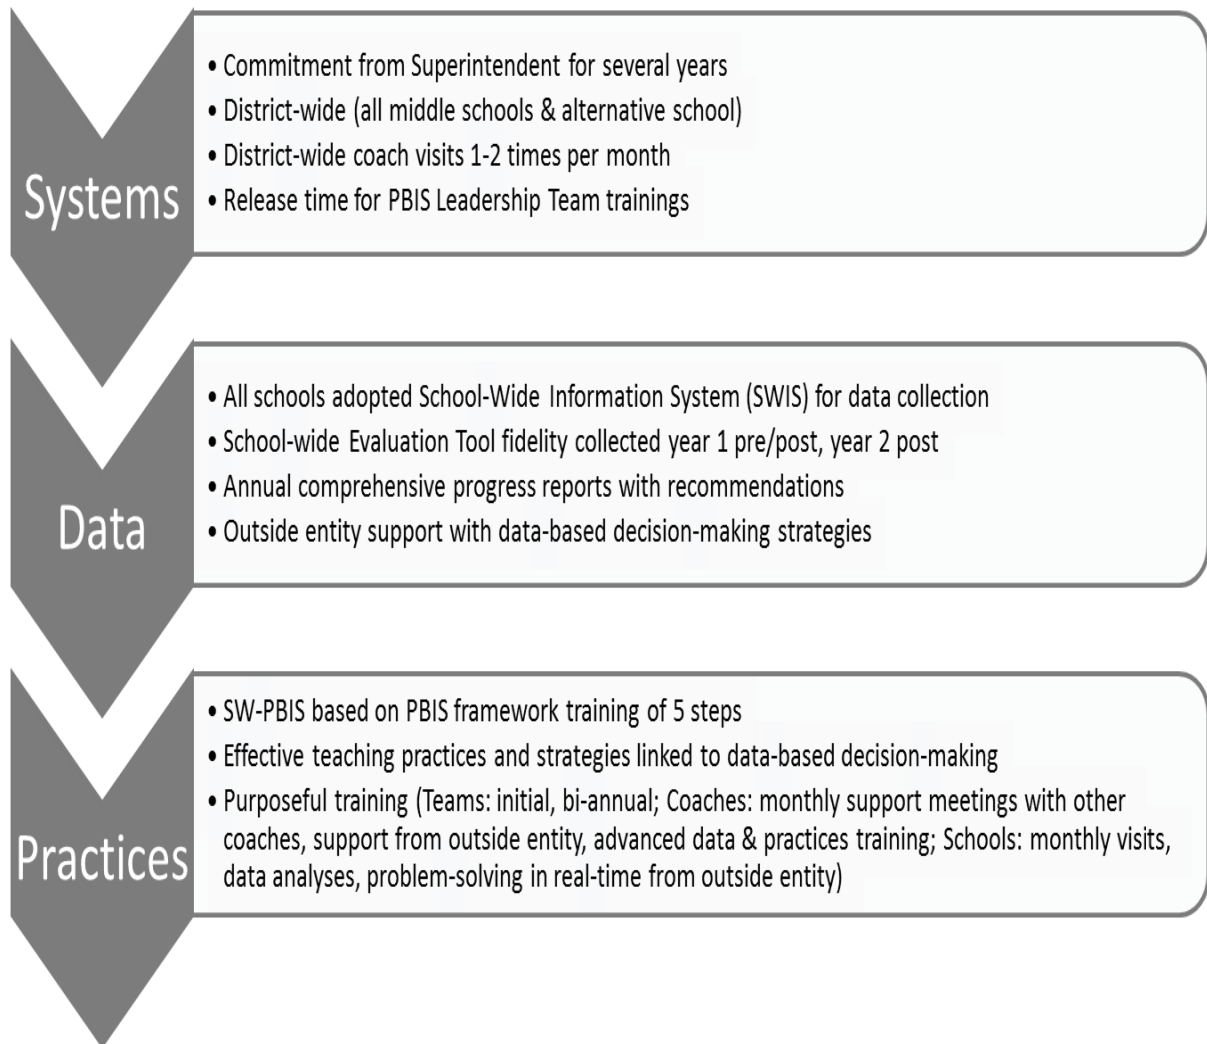 Systems
• Commitment from Superintendent for several years
• District-wide (all middle schools & alternative school)
• District-wide coach visits 1-2 times per month
• Release time for PBIS Leadership Team trainings
Data
• All schools adopted School-Wide Information System (SWIS) for data collection
• School-wide Evaluation Tool fidelity collected year 1 pre/post, year 2 post
• Annual comprehensive progress reports with recommendations
• Outside entity support with data-based decision-making strategies
Practices
• SW-PBIS based on PBIS framework training of 5 steps
• Effective teaching practices and strategies linked to data-based decision-making
• Purposeful training (Teams: initial, bi-annual; Coaches: monthly support meetings with other
coaches, support from outside entity, advanced data & practices training; Schools: monthly visits,
data analyses, problem-solving in real-time from outside entity)